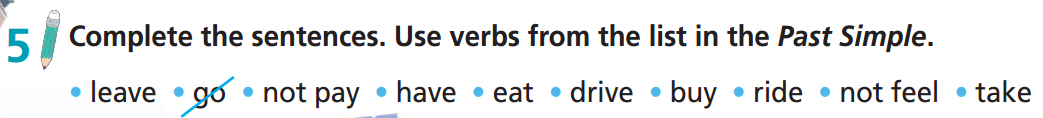 5 Complete the sentences. Use verbs from the list in the Past Simple.
• leave • go • not pay • have • eat • drive • buy • ride • not feel • take